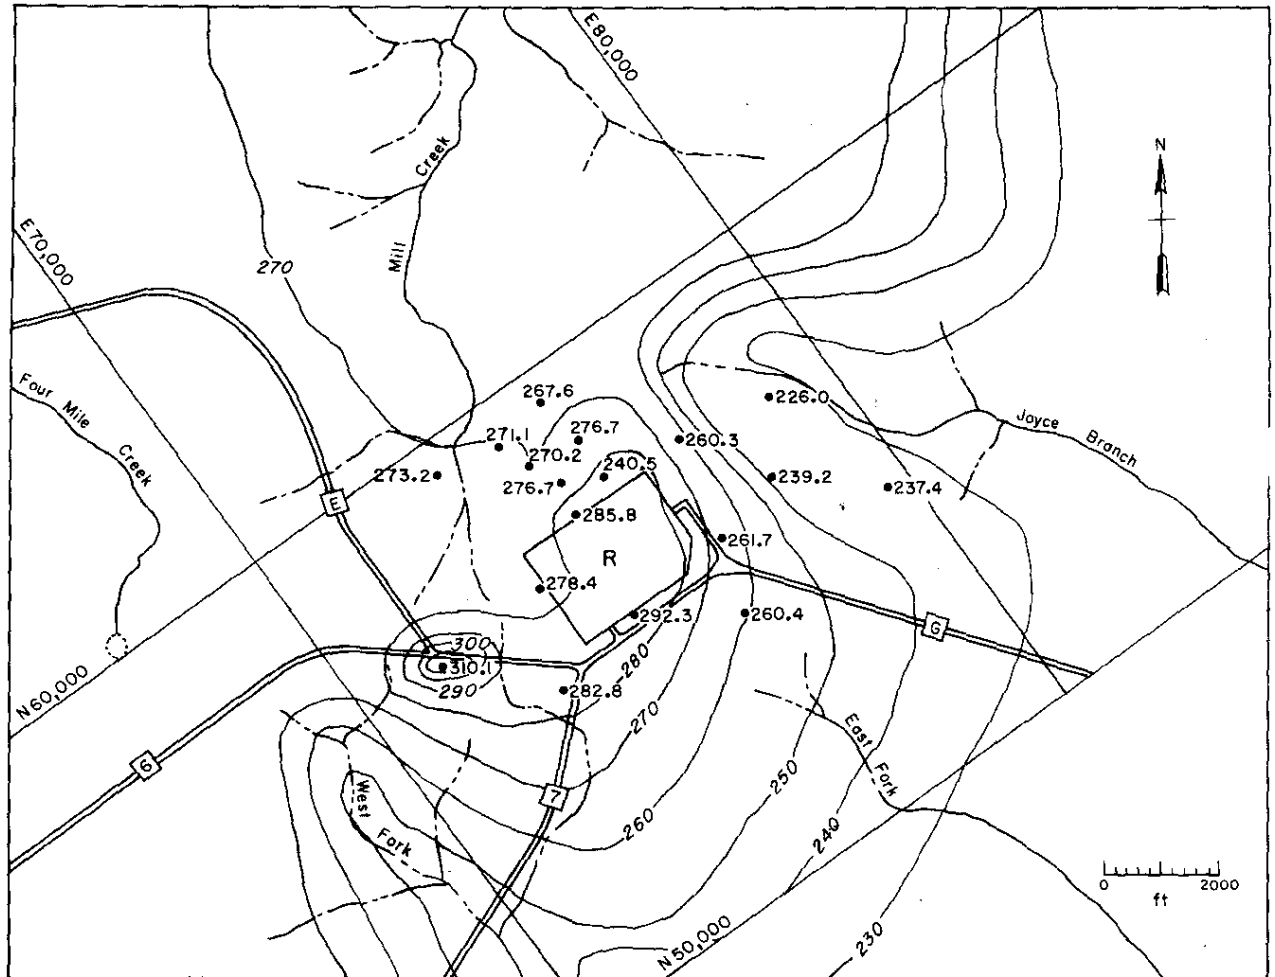 E80,000
N
Creek
Mill
E70,000
270
Four Mile Creek
267.6
226.0
271.1
276.7
260.3
Joyce Branch
270.2
240.5
273.2
276.7
239.2
237.4
E
285.8
261.7
R
278.4
292.3
260.4
G
300
310.1
280
290
282.8
N60,000
270
East Fork
6
250
7
West Fork
260
240
0 2000
ft
N50,000
230